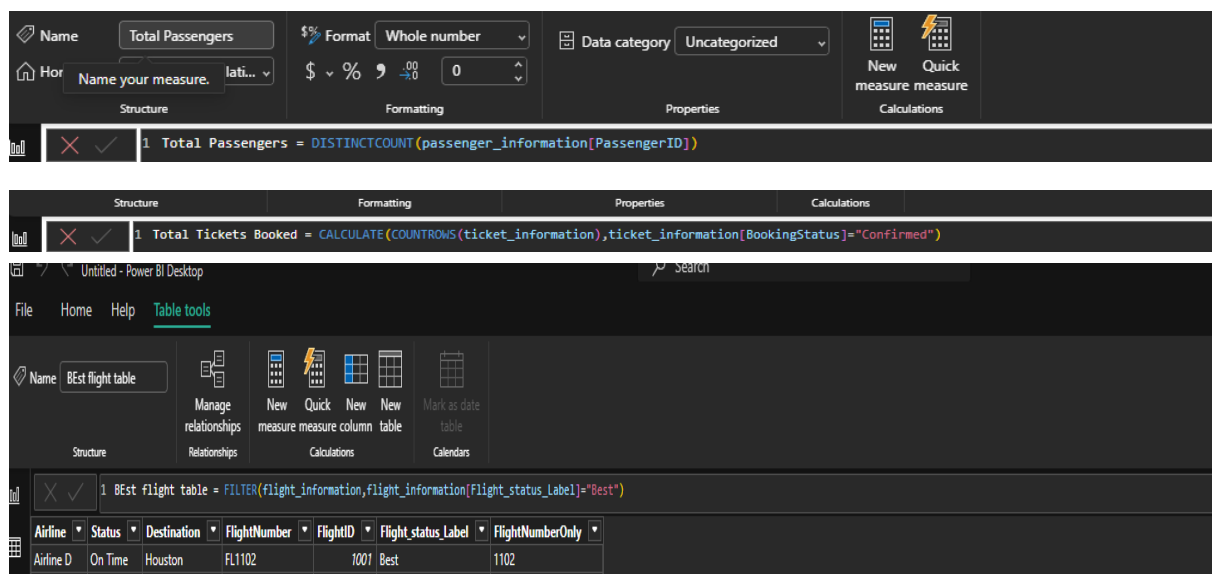 Name Total Passengers $% Format Whole number Data category Uncategorized New measure Quick measure
Hor lati... $ % 0
Name your measure.
Structure Formatting Properties Calculations
1 Total Passengers = DISTINCTCOUNT(passenger_information[PassengerID])
Structure Formatting Properties Calculations
1 Total Tickets Booked = CALCULATE(COUNTROWS(ticket_information),ticket_information[BookingStatus]="Confirmed")
Untitled - Power BI Desktop Search
File Home Help Table tools
Name BEst flight table Manage relationships New measure Quick measure New column New table Mark as date table
Structure Relationships Calculations Calendars
1 BEst flight table = FILTER(flight_information,flight_information[Flight_status_Label]="Best")
Airline Status Destination FlightNumber FlightID Flight_status_Label FlightNumberOnly
Airline D On Time Houston FL1102 1001 Best 1102